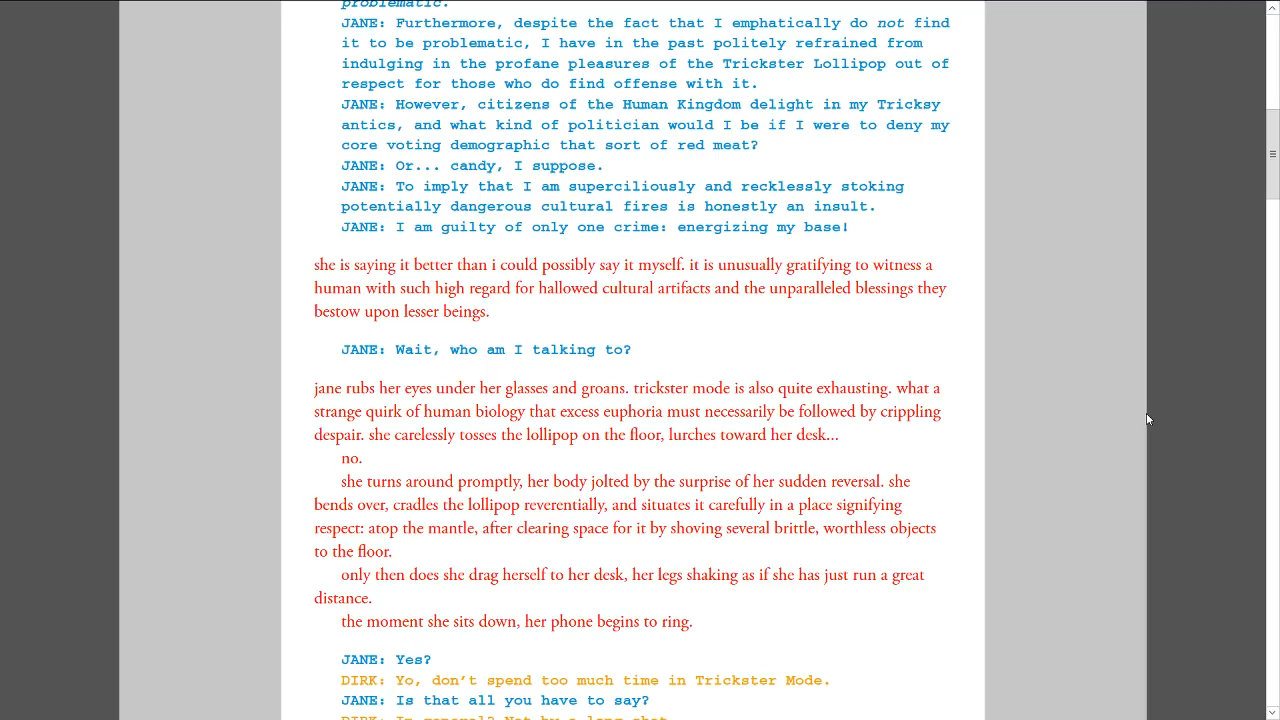 problematic.
JANE: Furthermore, despite the fact that I emphatically do not find
it to be problematic, I have in the past politely refrained from
indulging in the profane pleasures of the Trickster Lollipop out of
respect for those who do find offense with it.
JANE: However, citizens of the Human Kingdom delight in my Tricksy
antics, and what kind of politician would I be if I were to deny my
core voting demographic that sort of red meat?
JANE: Or... candy, I suppose.
JANE: To imply that I am superciliously and recklessly stoking
potentially dangerous cultural fires is honestly an insult.
JANE: I am guilty of only one crime: energizing my base!
she is saying it better than i could possibly say it myself. it is unusually gratifying to witness a
human with such high regard for hallowed cultural artifacts and the unparalleled blessings they
bestow upon lesser beings.
JANE: Wait, who am I talking to?
jane rubs her eyes under her glasses and groans. trickster mode is also quite exhausting. what a
strange quirk of human biology that excess euphoria must necessarily be followed by crippling
despair. she carelessly tosses the lollipop on the floor, lurches toward her desk...
no.
she turns around promptly, her body jolted by the surprise of her sudden reversal. she
bends over, cradles the lollipop reverentially, and situates it carefully in a place signifying
respect: atop the mantle, after clearing space for it by shoving several brittle, worthless objects
to the floor.
only then does she drag herself to her desk, her legs shaking as if she has just run a great
distance.
the moment she sits down, her phone begins to ring.
JANE: Yes?
DIRK: Yo, don’t spend too much time in Trickster Mode.
JANE: Is that all you have to say?
DIRK: In general? Not by a long shot.